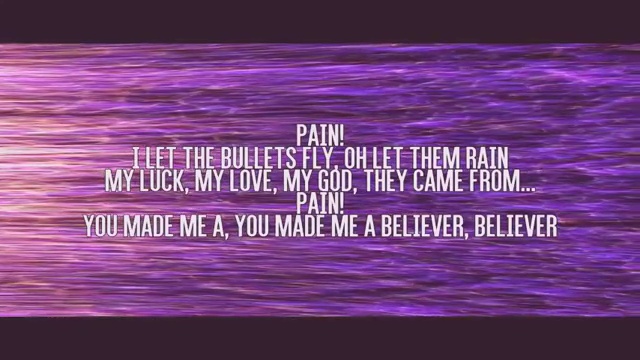 PAIN!
I LET THE BULLETS FLY, OH LET THEM RAIN
MY LUCK, MY LOVE, MY GOD, THEY CAME FROM...
PAIN!
YOU MADE ME A, YOU MADE ME A BELIEVER, BELIEVER